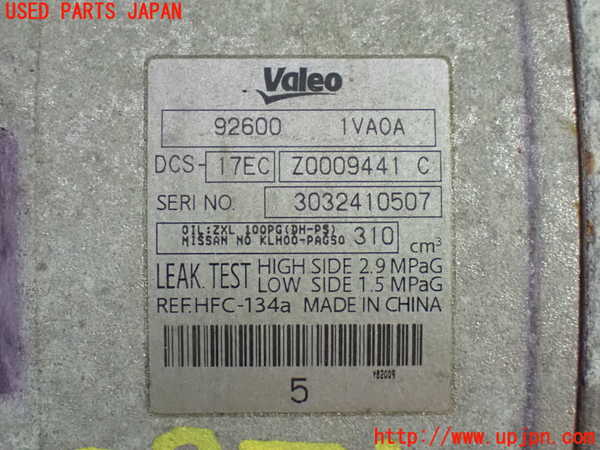 USED PARTS JAPAN
Valeo
92600 1VA0A
DCS-17EC Z0009441 C
SERI NO. 3032410507
OIL:ZXL 100PG(DH-PS)
NISSAN NO KLH00-PAGS0 310 cm³
LEAK. TEST HIGH SIDE 2.9 MPaG
LOW SIDE 1.5 MPaG
REF.HFC-134a MADE IN CHINA
5
Y82009
http://www.upjpn.com